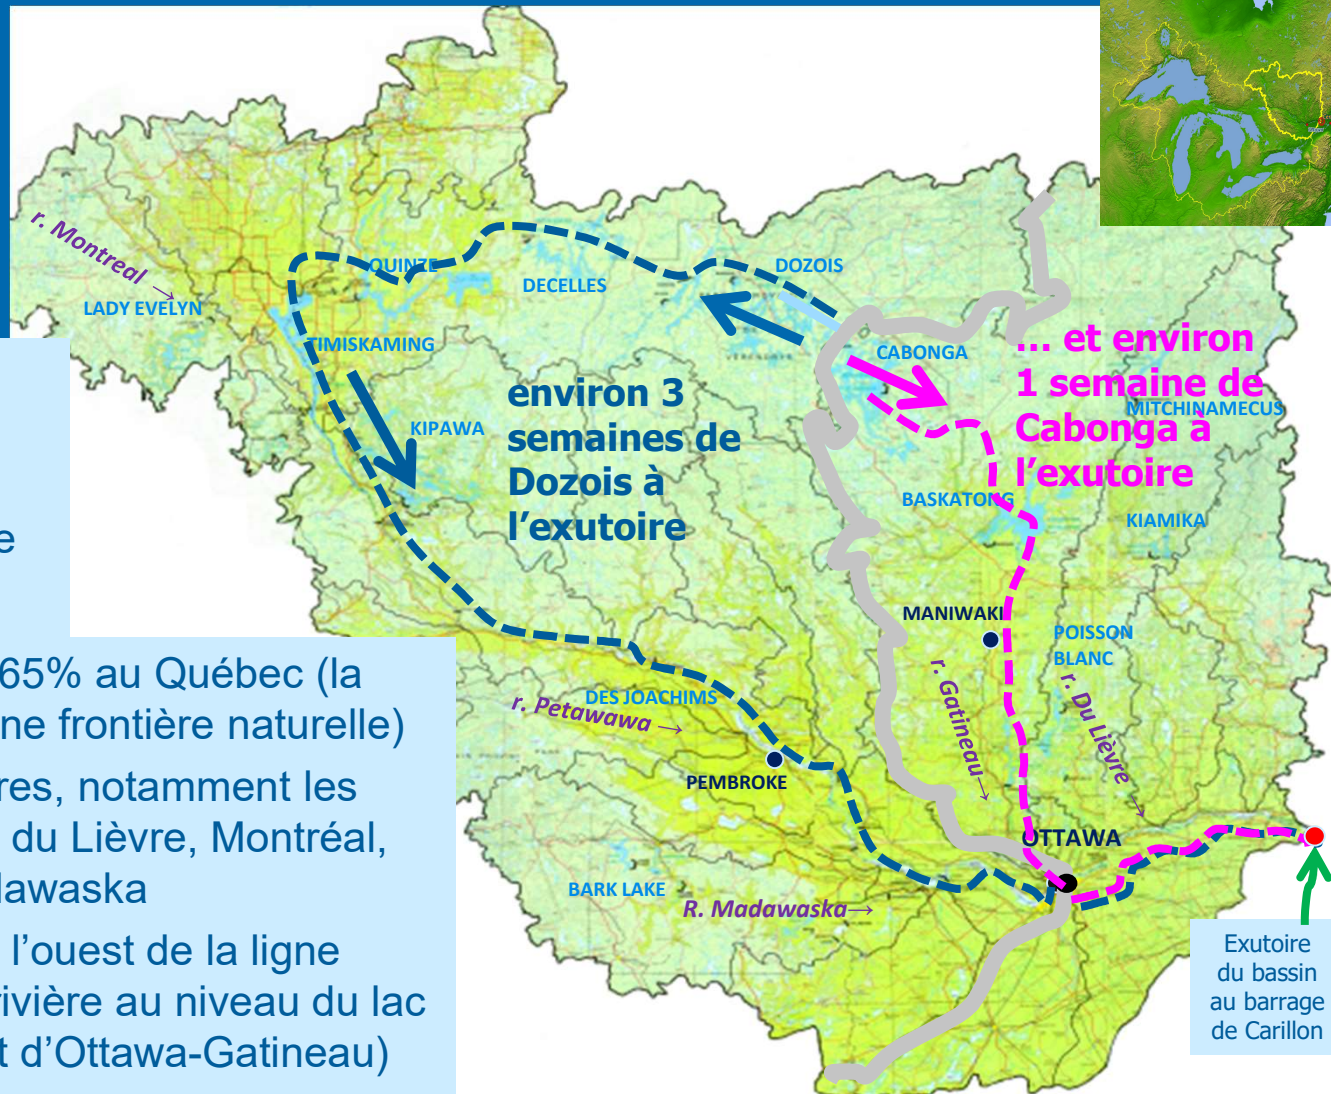 r. Montreal →
LADY EVELYN
QUINZE
DECELLES
DOZOIS
TIMISKAMING
KIPAWA
CABONGA
environ 3
semaines de
Dozois à
l’exutoire
... et environ
1 semaine de
Cabonga à
l’exutoire
MITCHINAMECUS
BASKATONG
KIAMIKA
MANIWAKI
POISSON
BLANC
r. Gatineau →
r. Du Lièvre →
DES JOACHIMS
r. Petawawa →
PEMBROKE
OTTAWA
BARK LAKE
R. Madawaska→
e
65% au Québec (la
ne frontière naturelle)
res, notamment les
du Lièvre, Montréal,
dawaska
l’ouest de la ligne
rivière au niveau du lac
t d’Ottawa-Gatineau)
Exutoire
du bassin
au barrage
de Carillon